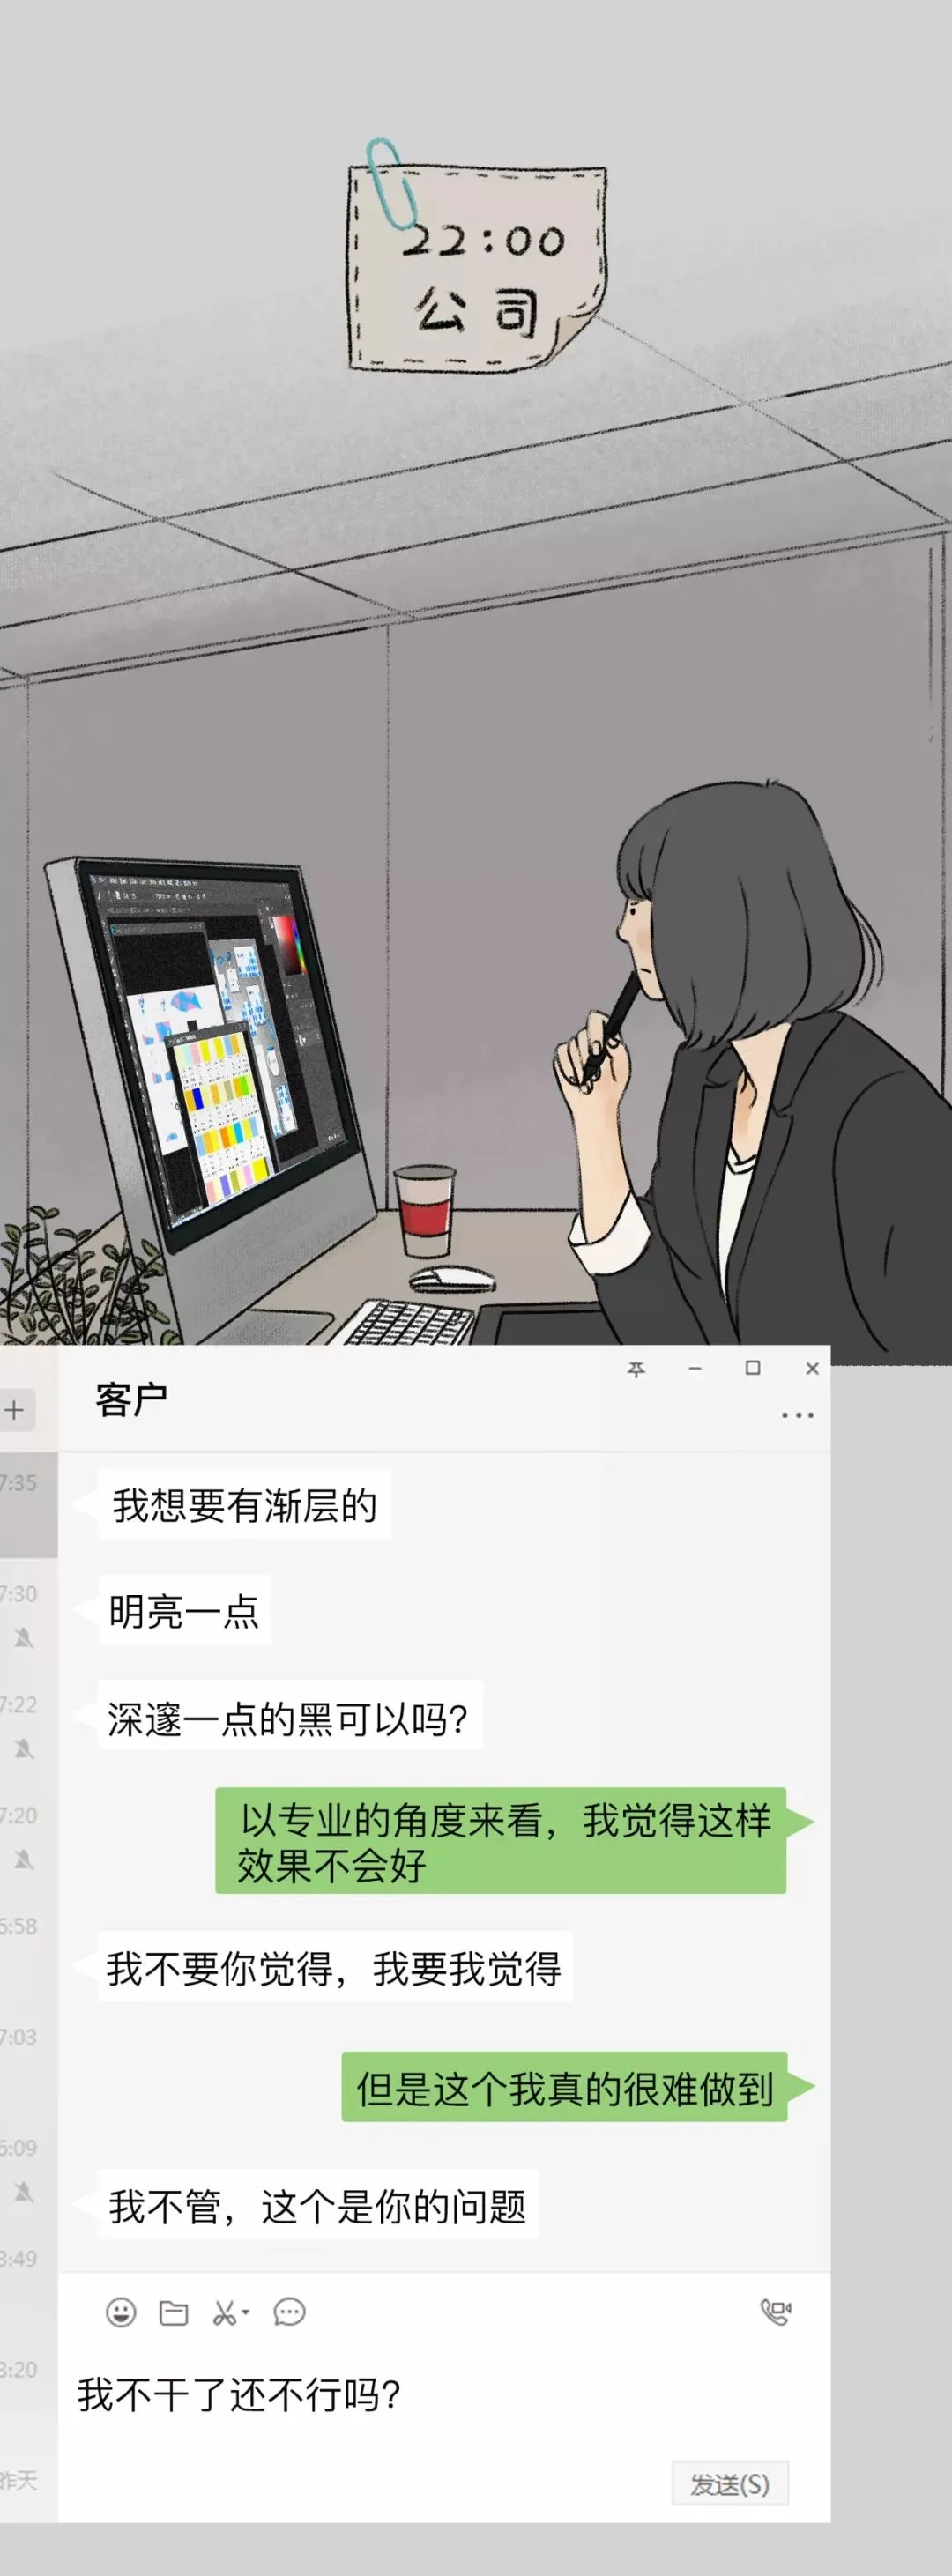 22:00
公司
客户
7:35
我想要有渐层的
7:30
明亮一点
7:22
深邃一点的黑可以吗?
7:20
以专业的角度来看，我觉得这样
效果不会好
6:58
我不要你觉得，我要我觉得
7:03
但是这个我真的很难做到
6:09
我不管，这个是你的问题
3:49
3:20
我不干了还不行吗?
昨天
发送(S)